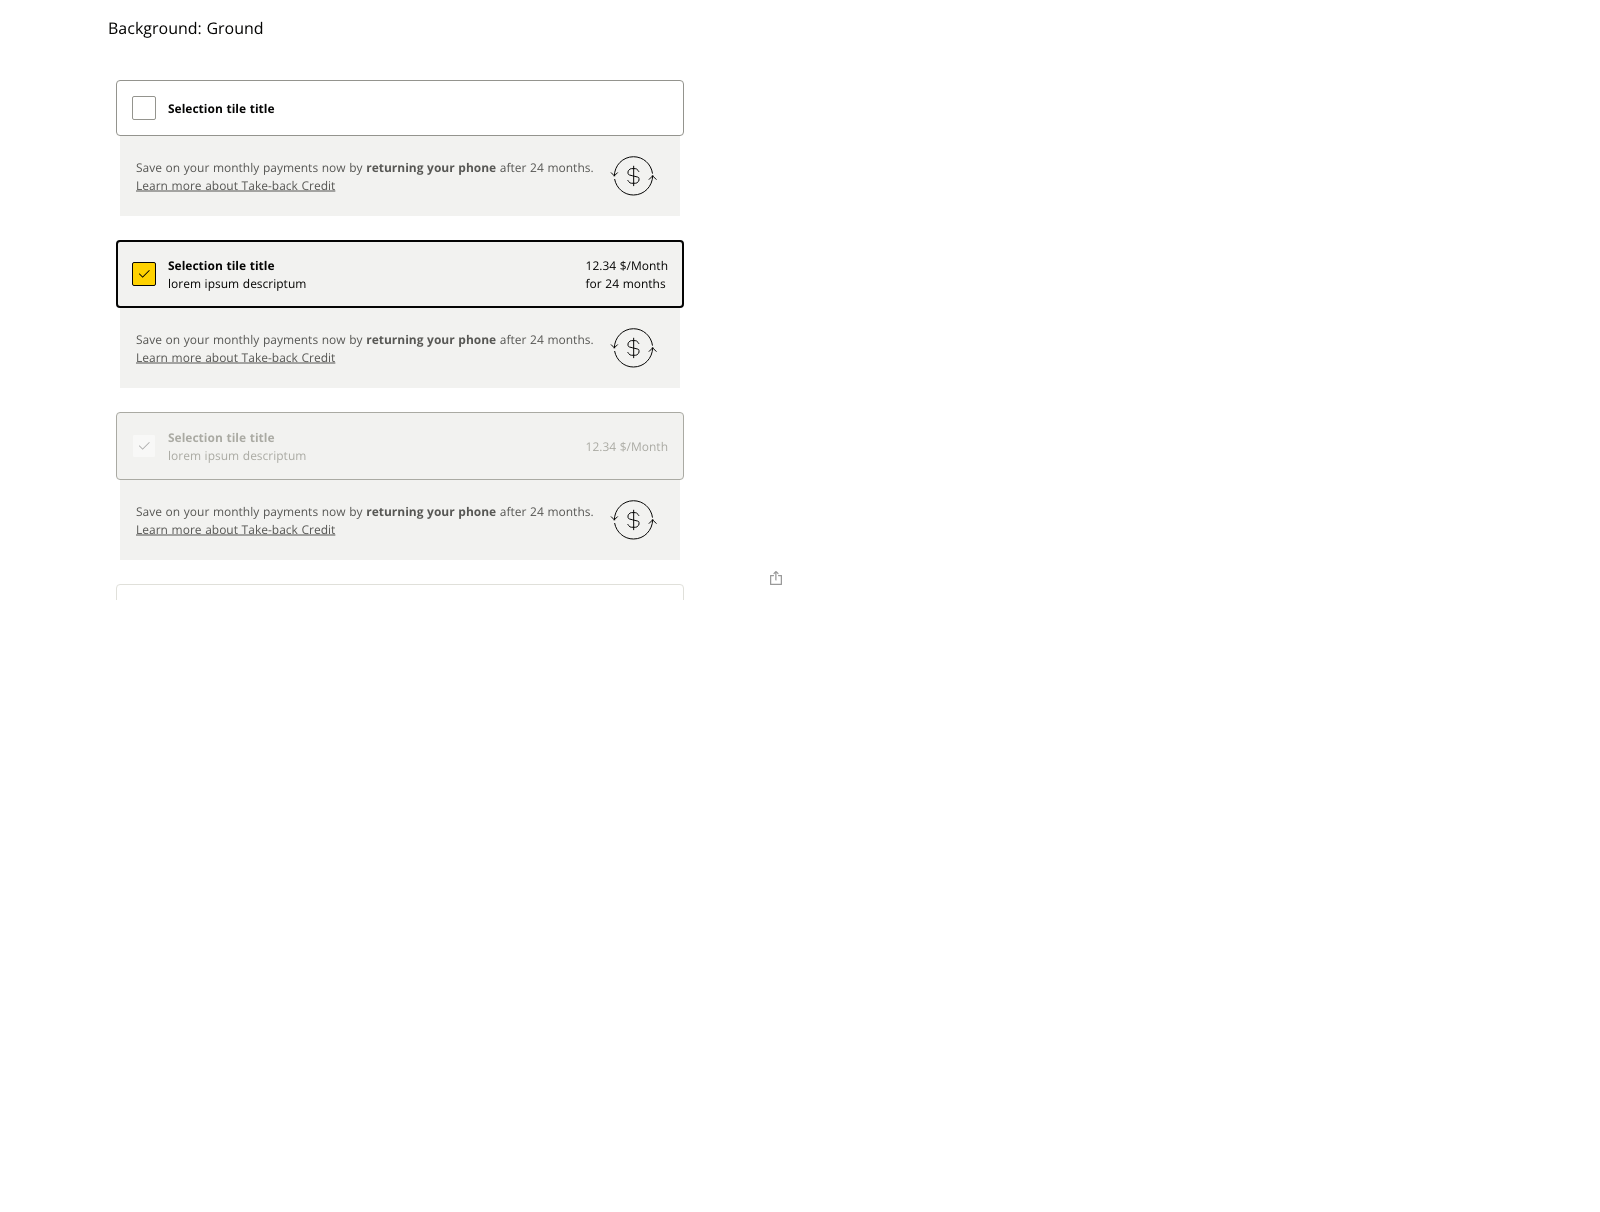 Background: Ground
Selection tile title
Save on your monthly payments now by returning your phone after 24 months.
Learn more about Take-back Credit
Selection tile title
lorem ipsum descriptum
12.34 $/Month
for 24 months
Save on your monthly payments now by returning your phone after 24 months.
Learn more about Take-back Credit
Selection tile title
lorem ipsum descriptum
12.34 $/Month
Save on your monthly payments now by returning your phone after 24 months.
Learn more about Take-back Credit